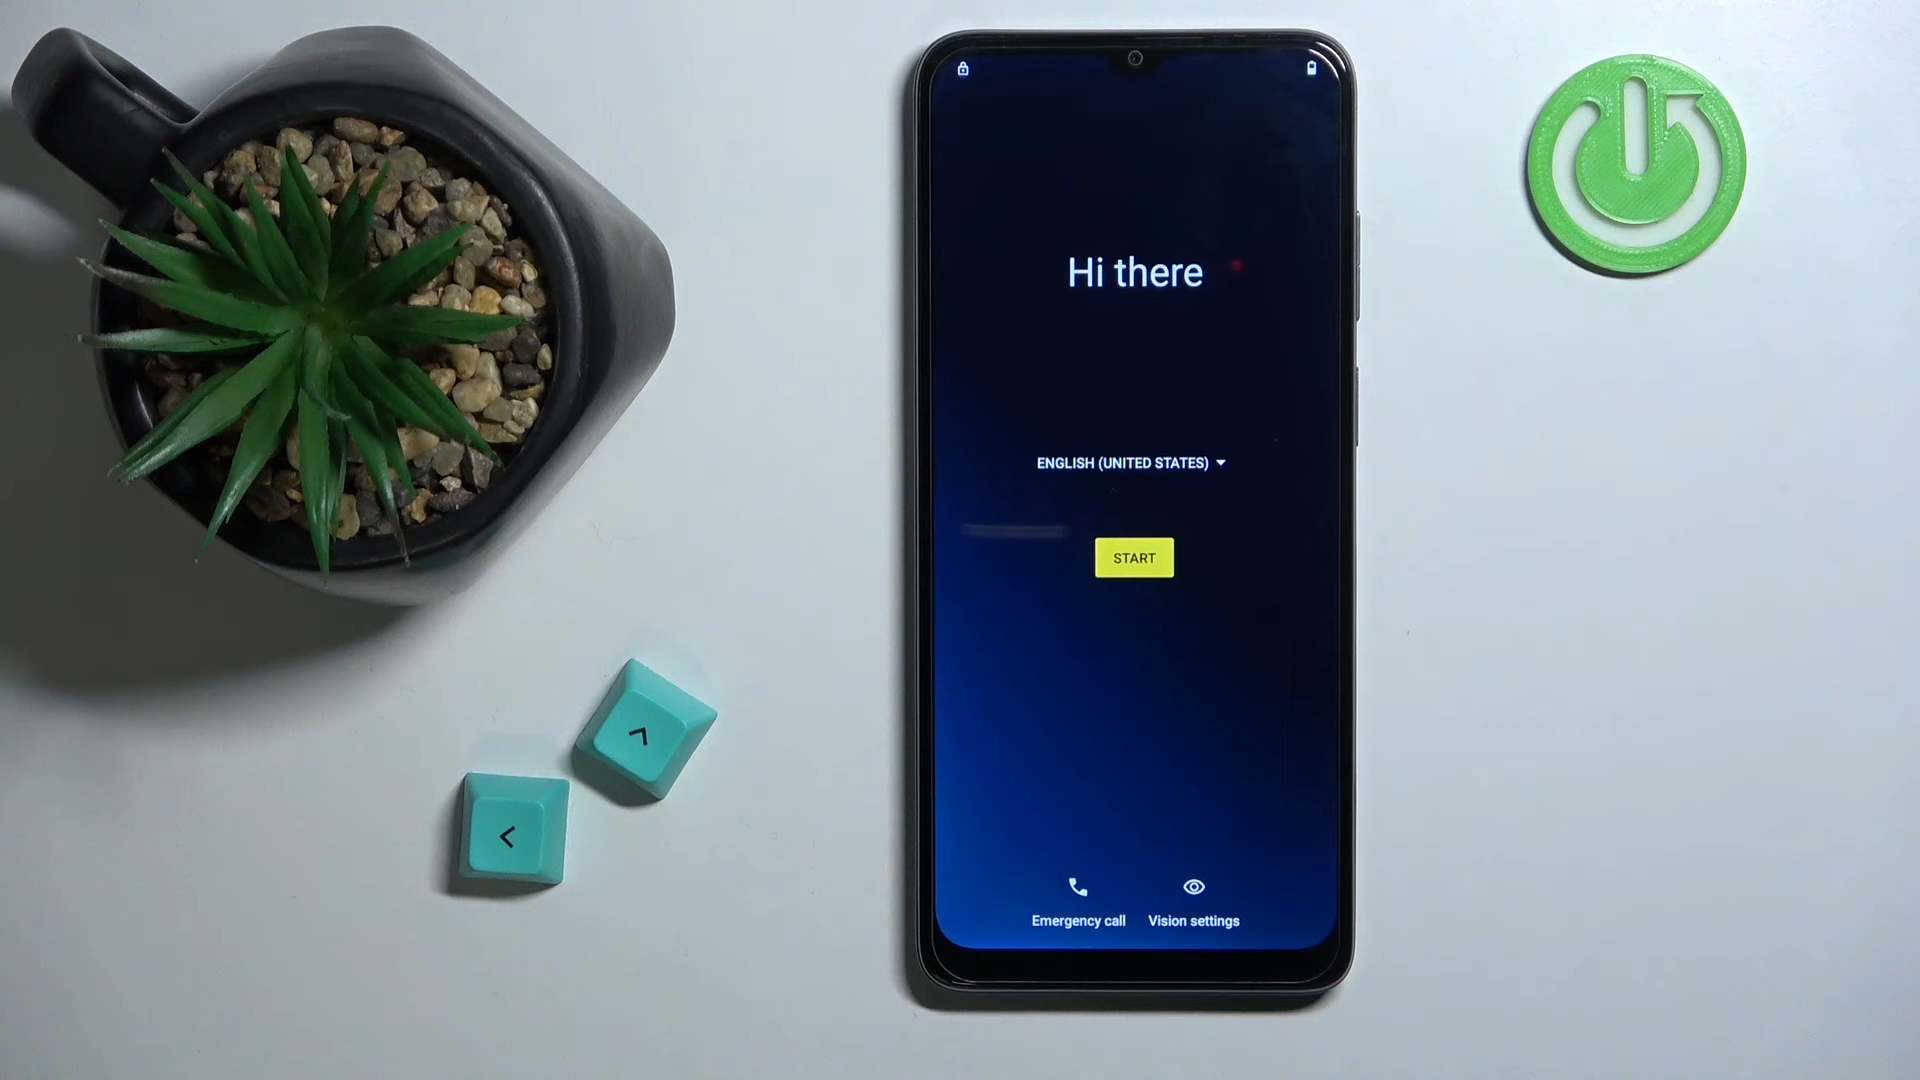 Hi there
ENGLISH (UNITED STATES)
START
Emergency call
Vision settings